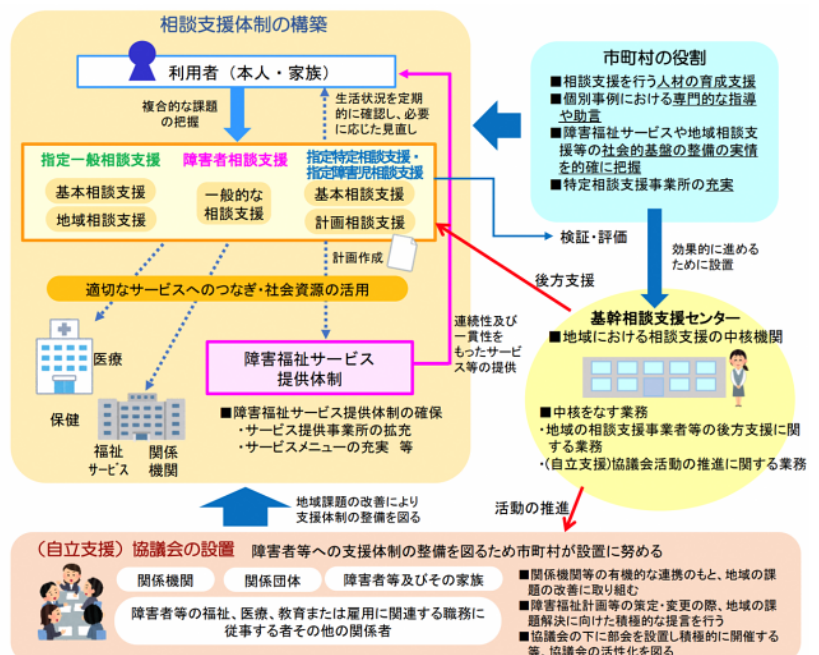 相談支援体制の構築
利用者（本人・家族）
複合的な課題
の把握
生活状況を定期
的に確認し、必要
に応じた見直し
指定一般相談支援
基本相談支援
地域相談支援
障害者相談支援
一般的な
相談支援
指定特定相談支援・
指定障害児相談支援
基本相談支援
計画相談支援
計画作成
適切なサービスへのつなぎ・社会資源の活用
医療
保健
福祉
サービス
関係
機関
障害福祉サービス
提供体制
■障害福祉サービス提供体制の確保
・サービス提供事業所の拡充
・サービスメニューの充実　等
連続性及び
一貫性を
もったサービ
ス等の提供
市町村の役割
■相談支援を行う人材の育成支援
■個別事例における専門的な指導
や助言
■障害福祉サービスや地域相談支
援等の社会的基盤の整備の実情
を的確に把握
■特定相談支援事業所の充実
検証・評価
効果的に進める
ために設置
後方支援
基幹相談支援センター
■地域における相談支援の中核機関
■中核をなす業務
・地域の相談支援事業者等の後方支援に関
する業務
・(自立支援)協議会活動の推進に関する業務
活動の推進
地域課題の改善により
支援体制の整備を図る
（自立支援）協議会の設置
障害者等への支援体制の整備を図るため市町村が設置に努める
関係機関
関係団体
障害者等及びその家族
障害者等の福祉、医療、教育または雇用に関連する職務に
従事する者その他の関係者
■関係機関等の有機的な連携のもと、地域の課
題の改善に取り組む
■障害福祉計画等の策定・変更の際、地域の課
題解決に向けた積極的な提言を行う
■協議会の下に部会を設置し積極的に開催する
等、協議会の活性化を図る